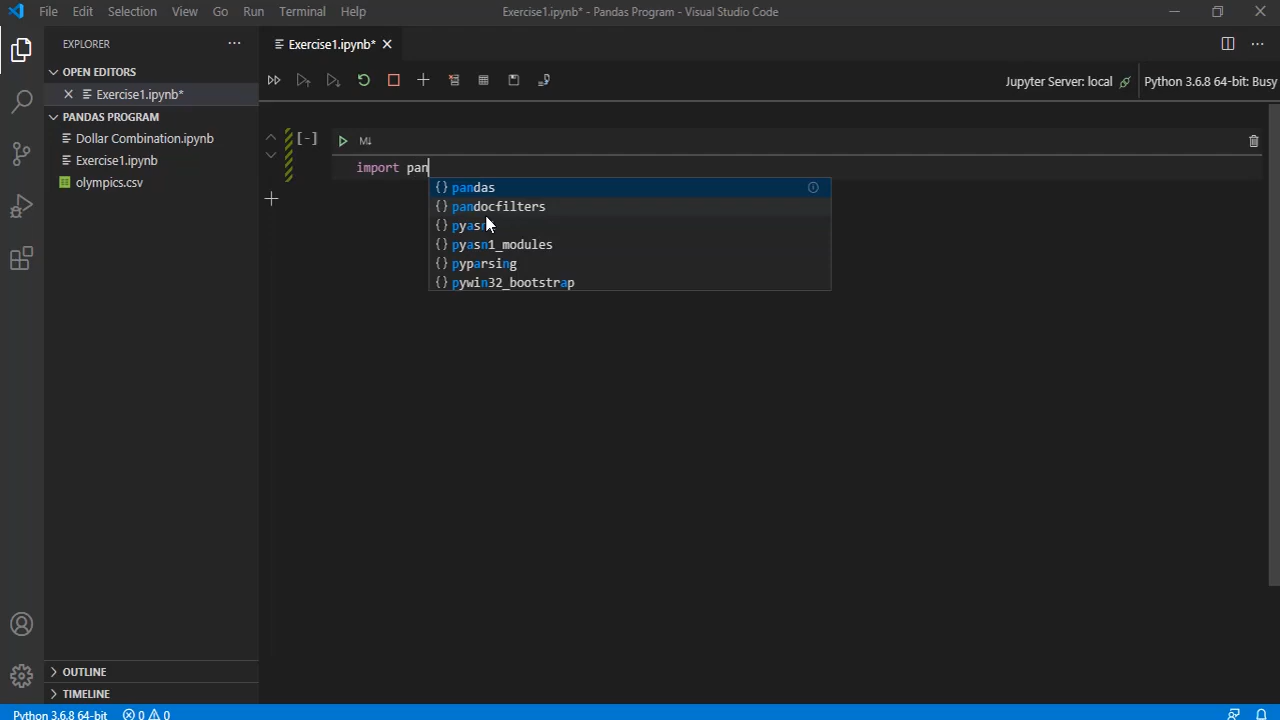 File Edit Selection View Go Run Terminal Help
Exercise1.ipynb* - Pandas Program - Visual Studio Code
EXPLORER
Exercise1.ipynb*
OPEN EDITORS
Exercise1.ipynb*
PANDAS PROGRAM
Dollar Combination.ipynb
Exercise1.ipynb
olympics.csv
Jupyter Server: local
Python 3.6.8 64-bit: Busy
[-]
M↓
import pan
{} pandas
{} pandocfilters
{} pyasn
{} pyasn1_modules
{} pyparsing
{} pywin32_bootstrap
OUTLINE
TIMELINE
Python 3.6.8 64-bit 0 0